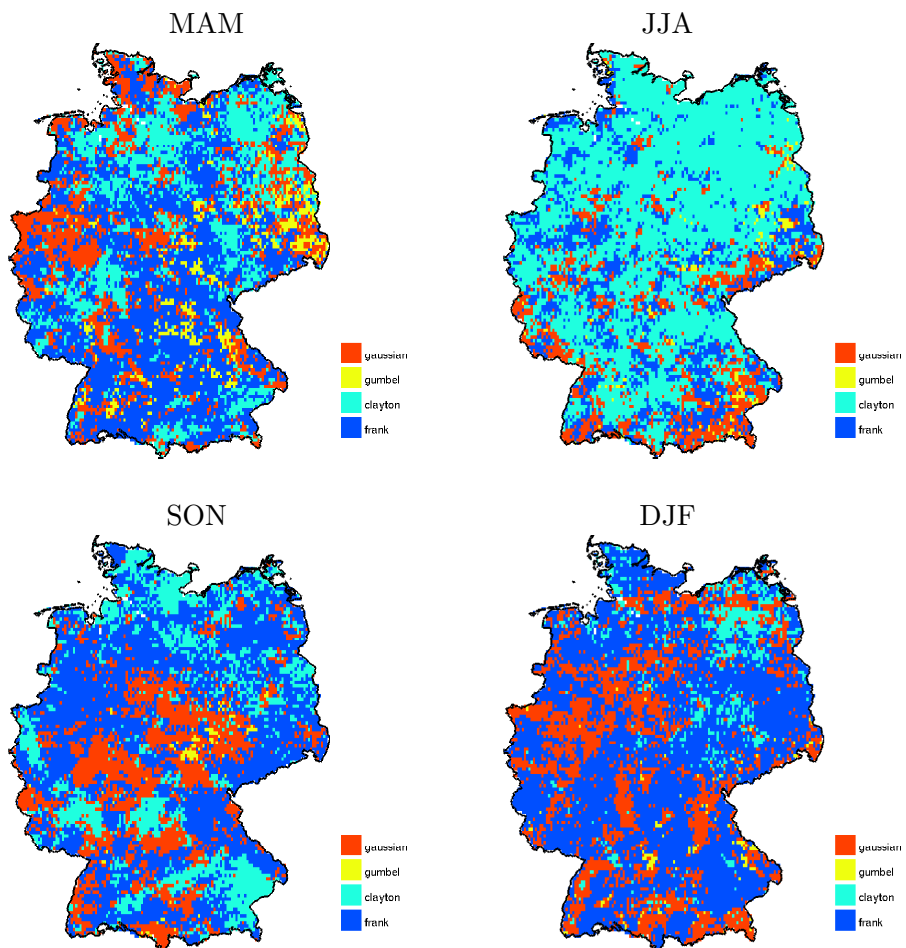 MAM
JJA
gaussian
gumbel
clayton
frank
gaussian
gumbel
clayton
frank
SON
DJF
gaussian
gumbel
clayton
frank
gaussian
gumbel
clayton
frank